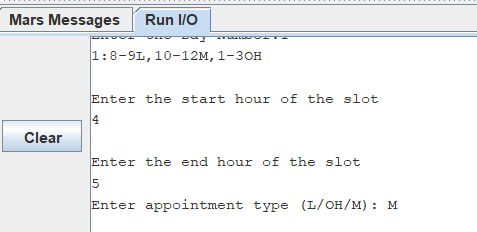 Mars Messages Run I/O
1:8-9L,10-12M,1-3OH
Enter the start hour of the slot
4
Clear
Enter the end hour of the slot
5
Enter appointment type (L/OH/M): M